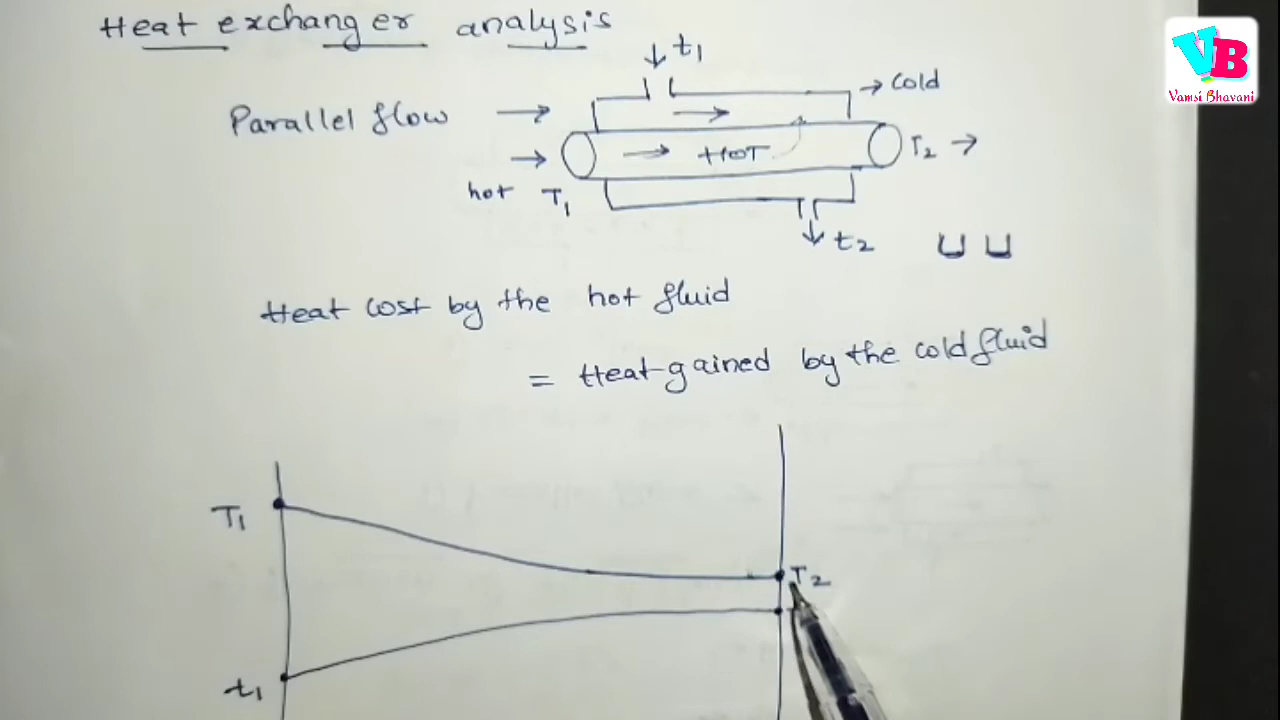 Heat exchanger analysis
t1
VB
Vamsi Bhavani
Parallel flow
→ Cold
HOT
T2 →
hot T1
t2
Heat lost by the hot fluid
= Heat gained by the cold fluid
T1
T2
t1